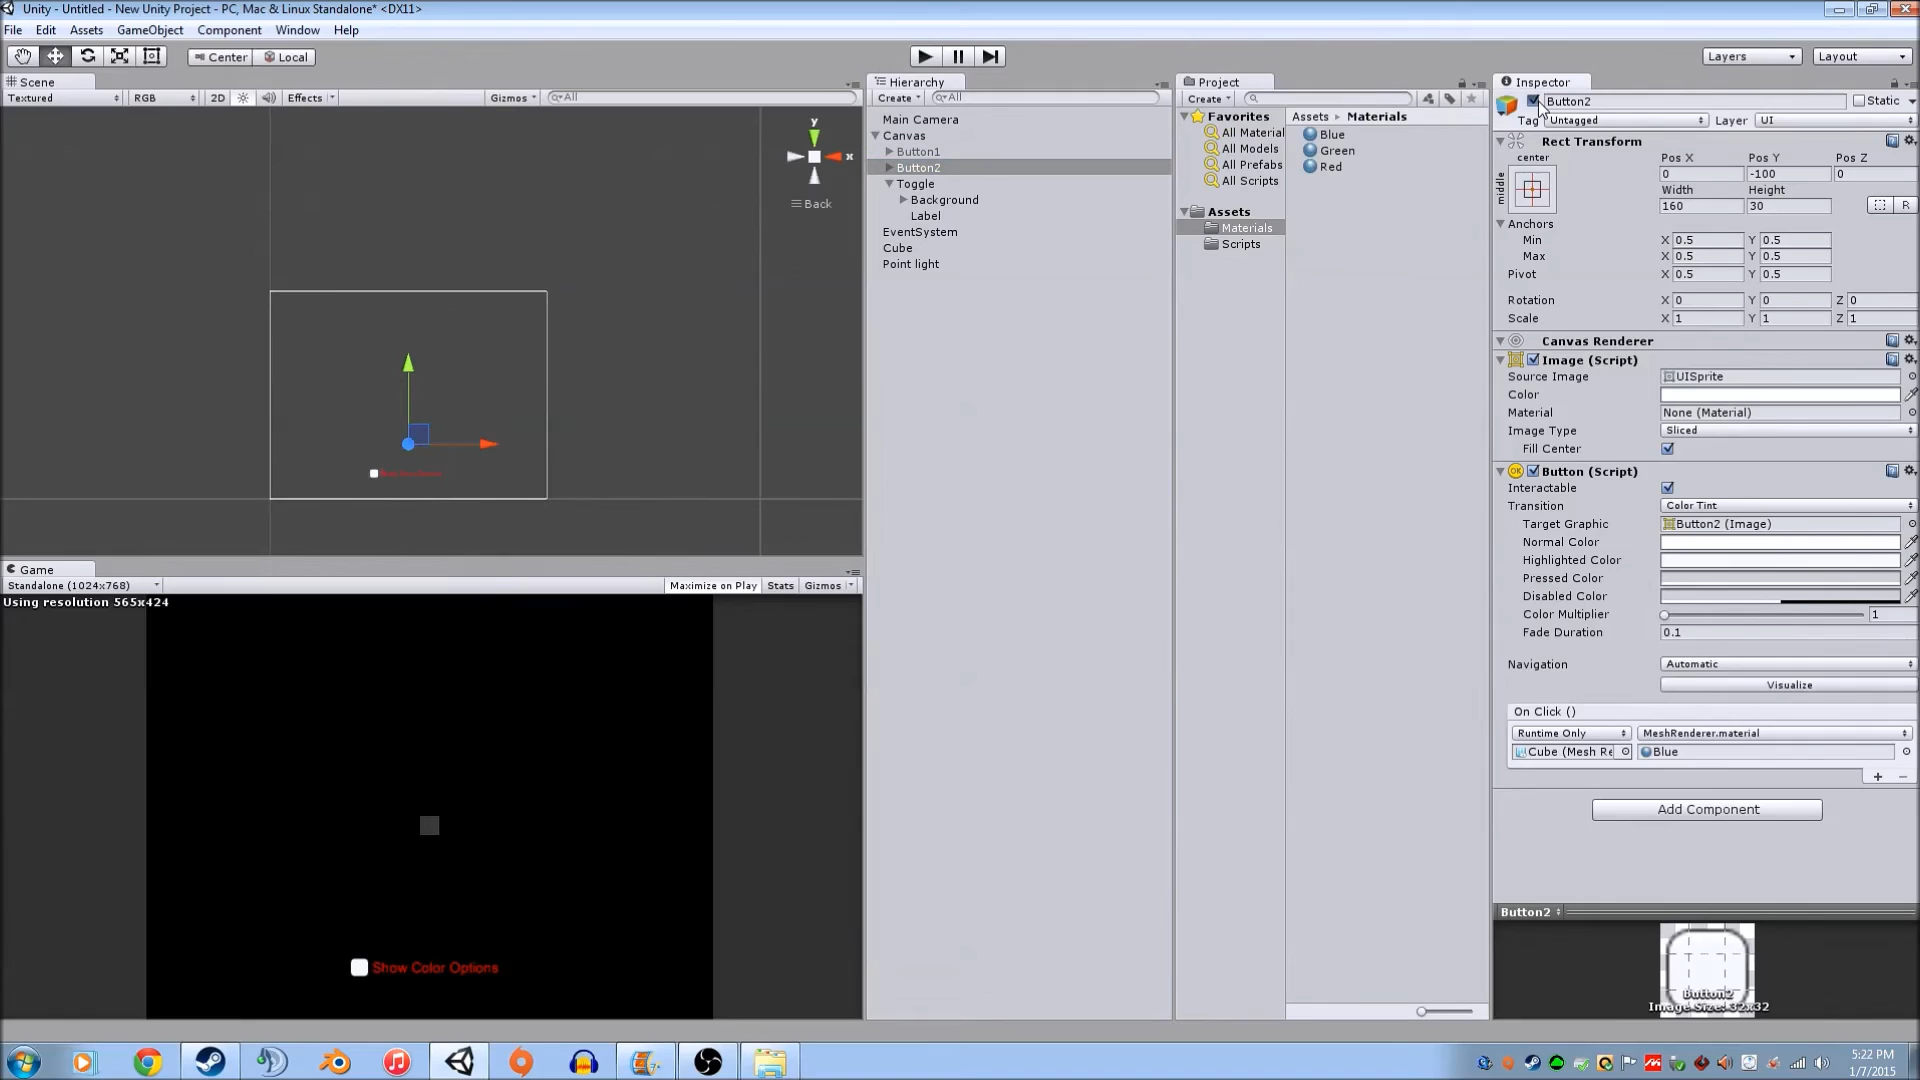 Unity - Untitled - New Unity Project - PC, Mac & Linux Standalone* <DX11>
File Edit Assets GameObject Component Window Help
Center Local Layers Layout
Scene
Textured RGB 2D Effects Gizmos All
y
x
Back
Game
Standalone (1024x768) Maximize on Play Stats Gizmos
Using resolution 565x424
Show Color Options
Hierarchy
Create All
Main Camera
Canvas
Button1
Button2
Toggle
Background
Label
EventSystem
Cube
Point light
Project
Create
Favorites
All Material
All Models
All Prefabs
All Scripts
Assets
Materials
Scripts
Assets Materials
Blue
Green
Red
Inspector
Button2 Static
Tag Untagged Layer UI
Rect Transform
center Pos X Pos Y Pos Z
middle 0 -100 0
Width Height
160 30 R
Anchors
Min X 0.5 Y 0.5
Max X 0.5 Y 0.5
Pivot X 0.5 Y 0.5
Rotation X 0 Y 0 Z 0
Scale X 1 Y 1 Z 1
Canvas Renderer
Image (Script)
Source Image UISprite
Color
Material None (Material)
Image Type Sliced
Fill Center
OK Button (Script)
Interactable
Transition Color Tint
Target Graphic Button2 (Image)
Normal Color
Highlighted Color
Pressed Color
Disabled Color
Color Multiplier 1
Fade Duration 0.1
Navigation Automatic
Visualize
On Click ()
Runtime Only MeshRenderer.material
Cube (Mesh Re Blue
+ -
Add Component
Button2
Button2
Image Size: 32x32
5:22 PM
1/7/2015